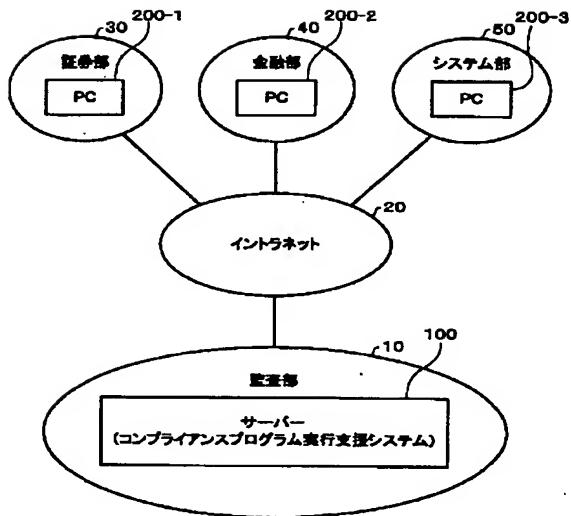 30
200-1
証券部
PC
40
200-2
金融部
PC
50
200-3
システム部
PC
20
イントラネット
10
100
監査部
サーバー
(コンプライアンスプログラム実行支援システム)